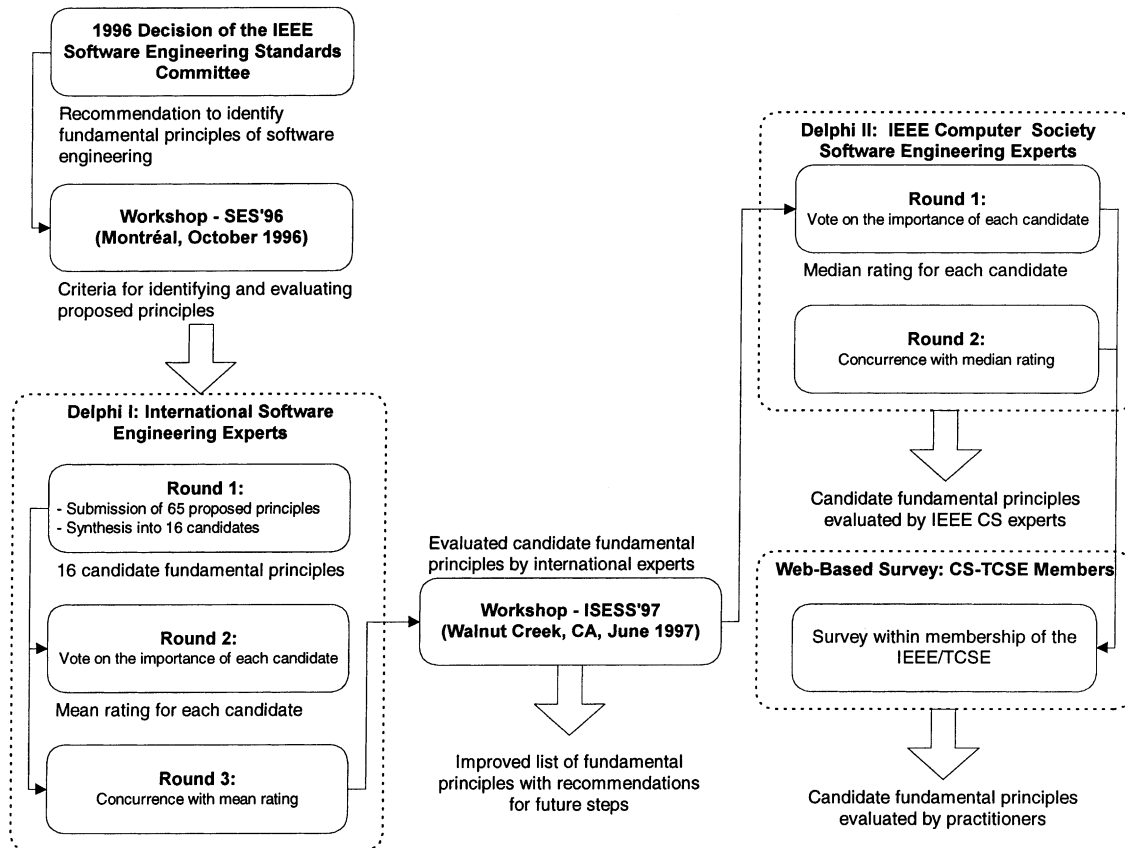 1996 Decision of the IEEE
Software Engineering Standards
Committee
Recommendation to identify
fundamental principles of software
engineering
Workshop - SES'96
(Montréal, October 1996)
Criteria for identifying and evaluating
proposed principles
Delphi I: International Software
Engineering Experts
Round 1:
- Submission of 65 proposed principles
- Synthesis into 16 candidates
16 candidate fundamental principles
Round 2:
Vote on the importance of each candidate
Mean rating for each candidate
Round 3:
Concurrence with mean rating
Evaluated candidate fundamental
principles by international experts
Workshop - ISESS'97
(Walnut Creek, CA, June 1997)
Improved list of fundamental
principles with recommendations
for future steps
Delphi II: IEEE Computer Society
Software Engineering Experts
Round 1:
Vote on the importance of each candidate
Median rating for each candidate
Round 2:
Concurrence with median rating
Candidate fundamental principles
evaluated by IEEE CS experts
Web-Based Survey: CS-TCSE Members
Survey within membership of the
IEEE/TCSE
Candidate fundamental principles
evaluated by practitioners